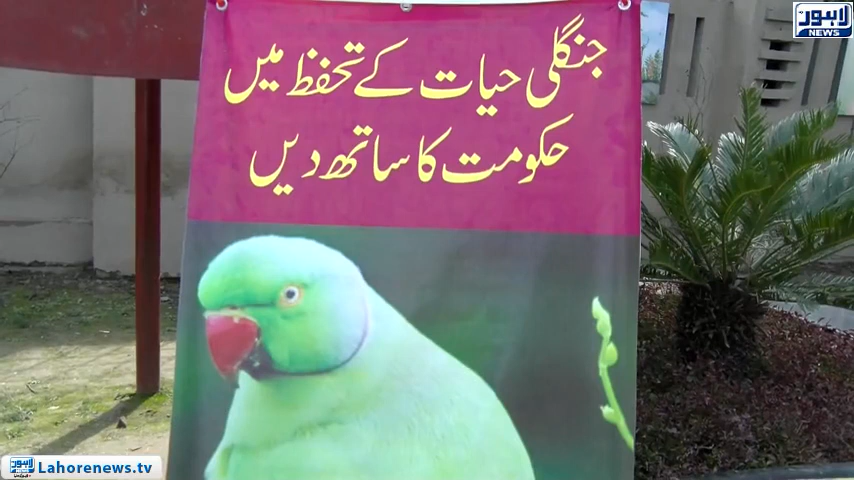 جنگلی حیات کے تحفظ میں
حکومت کا ساتھ دیں
لاہور
NEWS
Lahorenews.tv